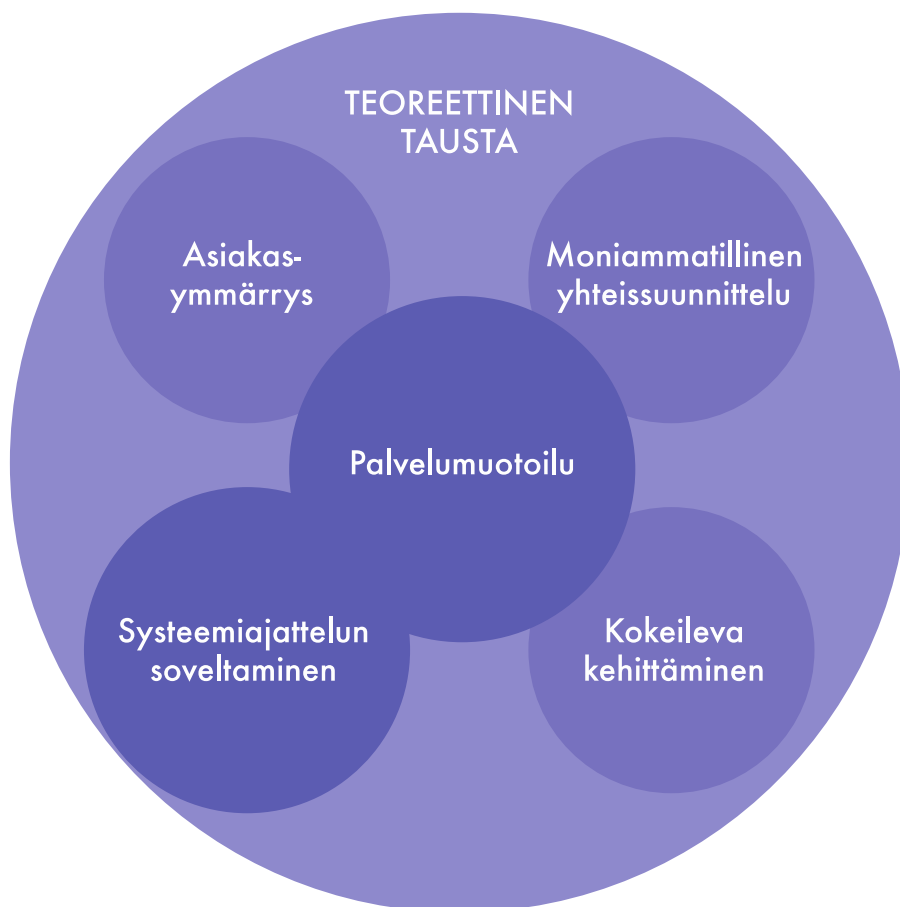 TEOREETTINEN
TAUSTA
Asiakas-
ymmärrys
Moniammatillinen
yhteissuunnittelu
Palvelumuotoilu
Systeemiajattelun
soveltaminen
Kokeileva
kehittäminen